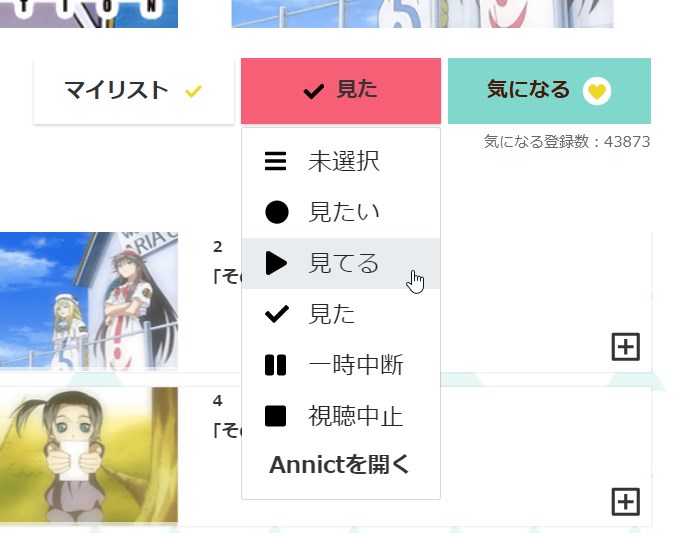 TION
マイリスト
見た
気になる
気になる登録数：43873
未選択
見たい
見てる
見た
一時中断
視聴中止
Annictを開く
2
「そ
ARIA C
4
「そ